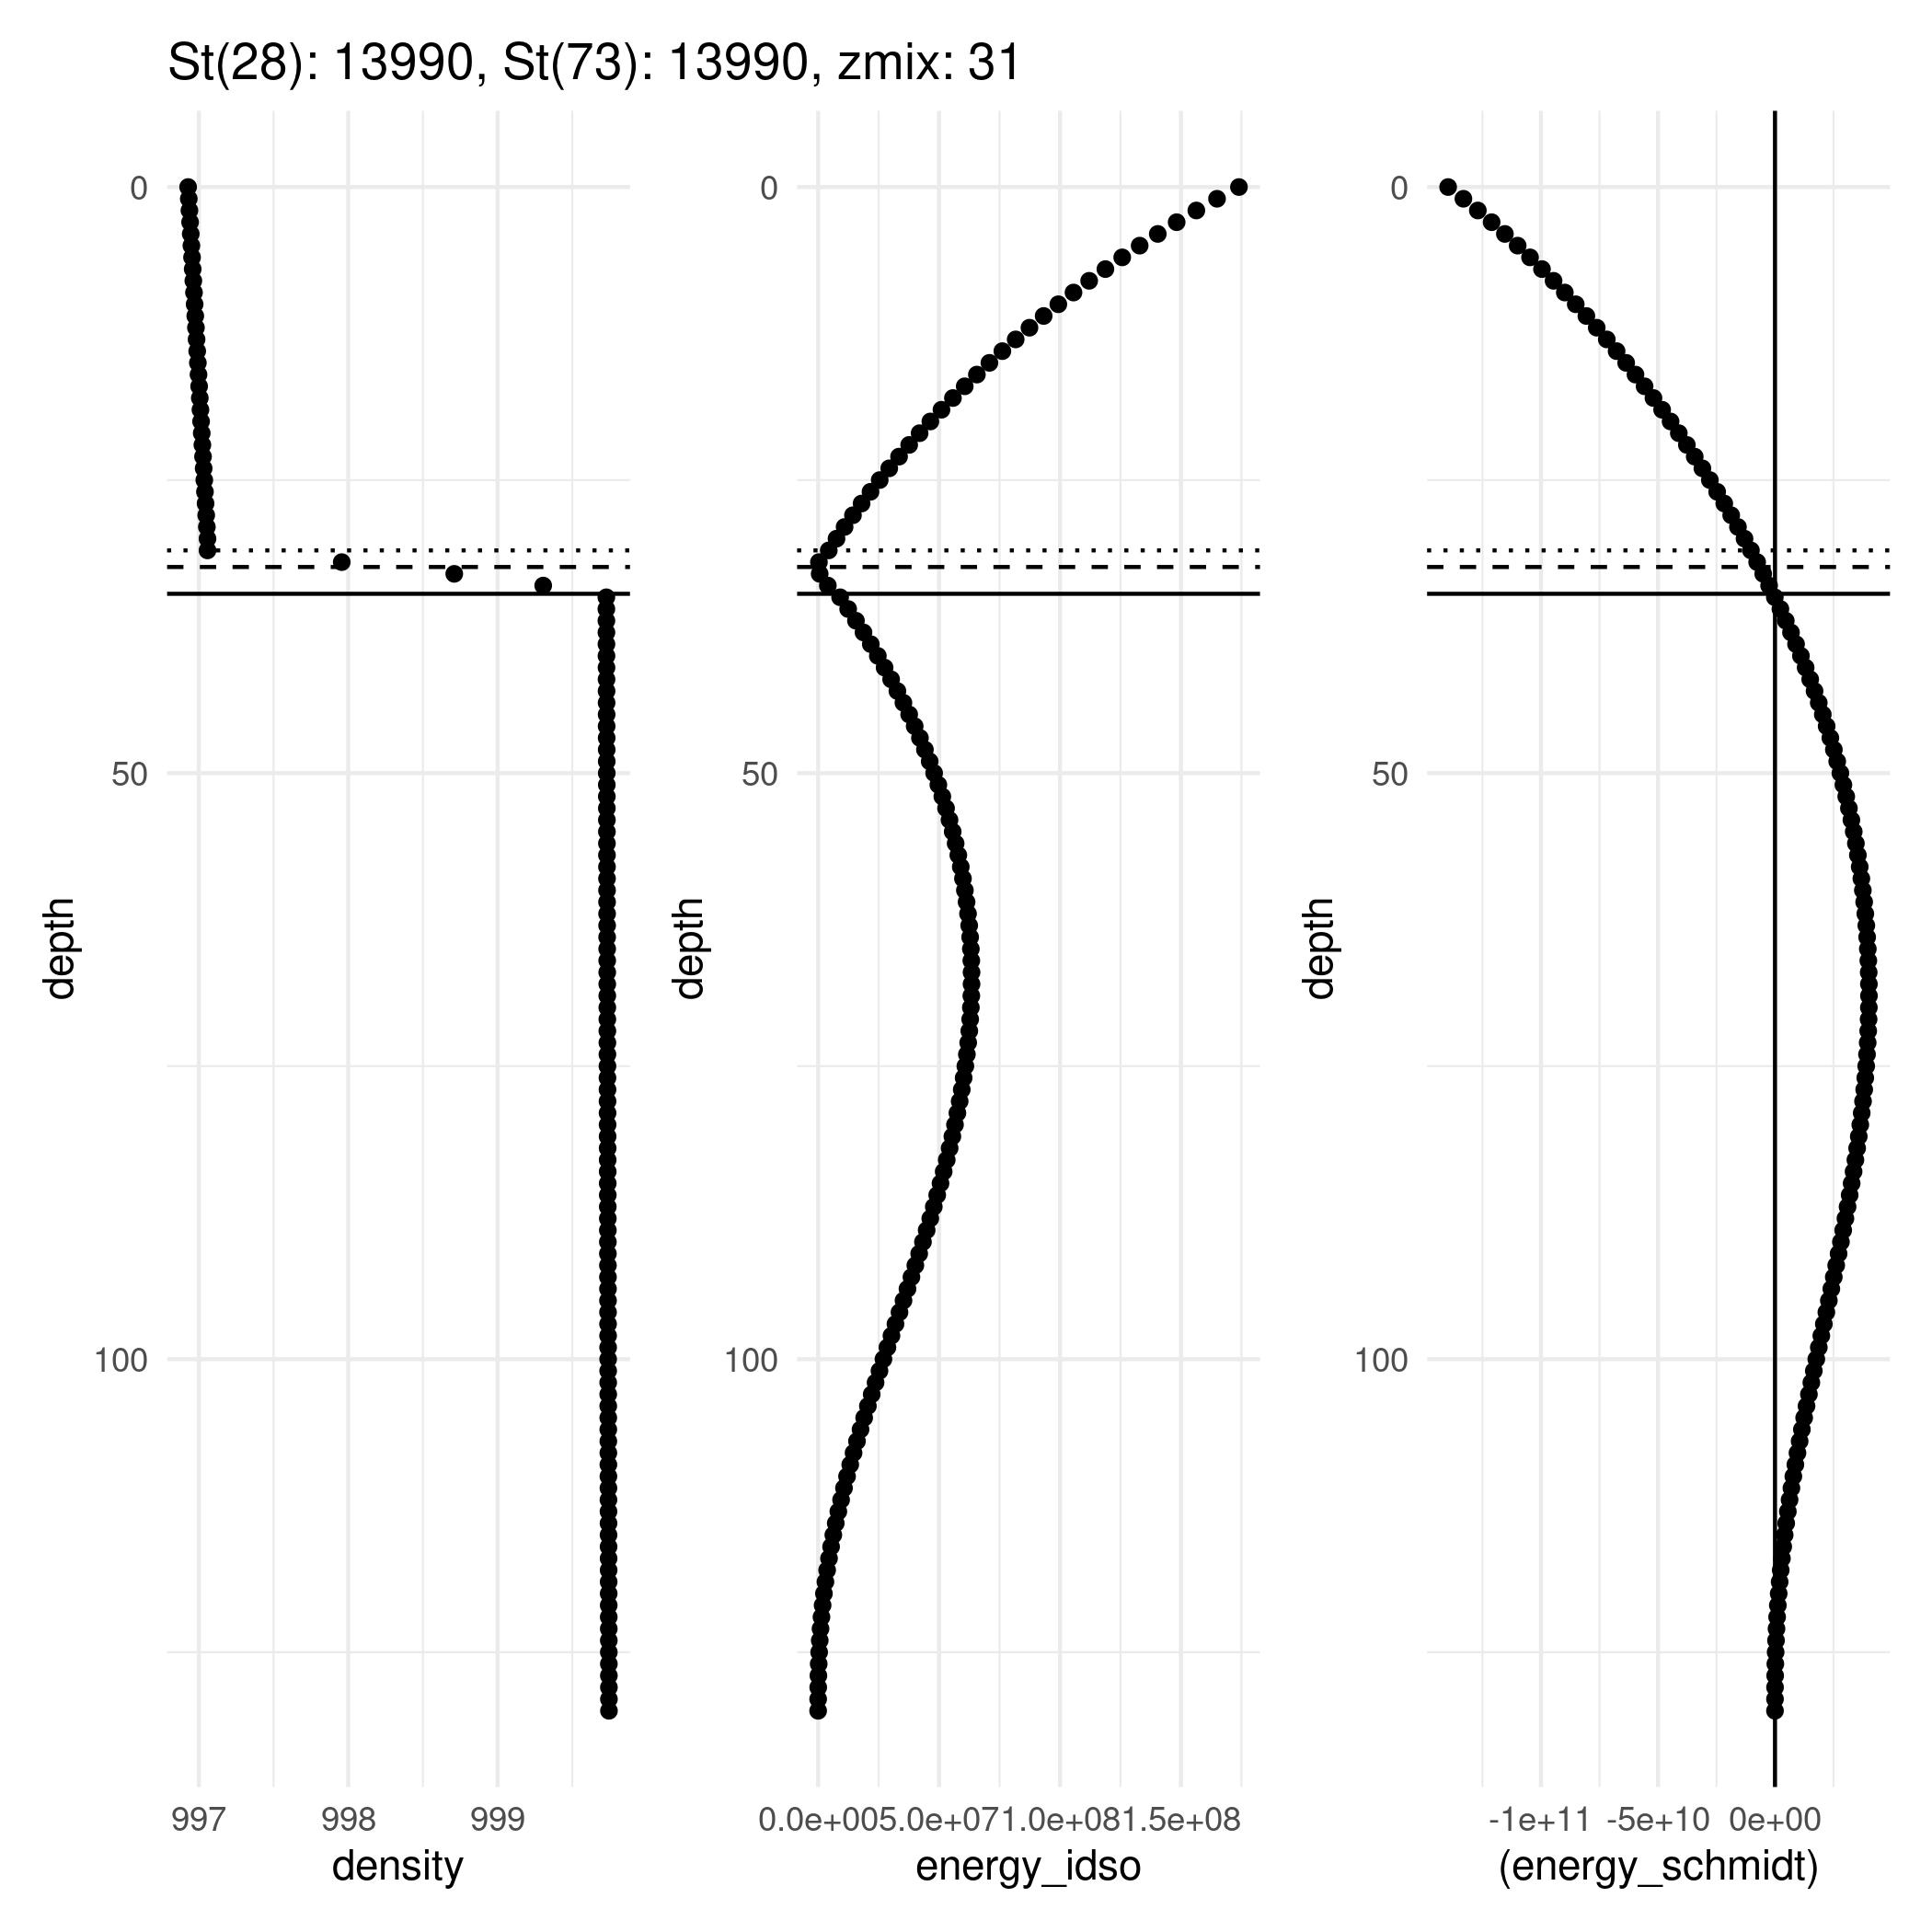 St(28): 13990, St(73): 13990, zmix: 31
0
50
100
depth
997 998 999
density
0
50
100
depth
0.0e+005.0e+071.0e+081.5e+08
energy_idso
0
50
100
depth
-1e+11 -5e+10 0e+00
(energy_schmidt)